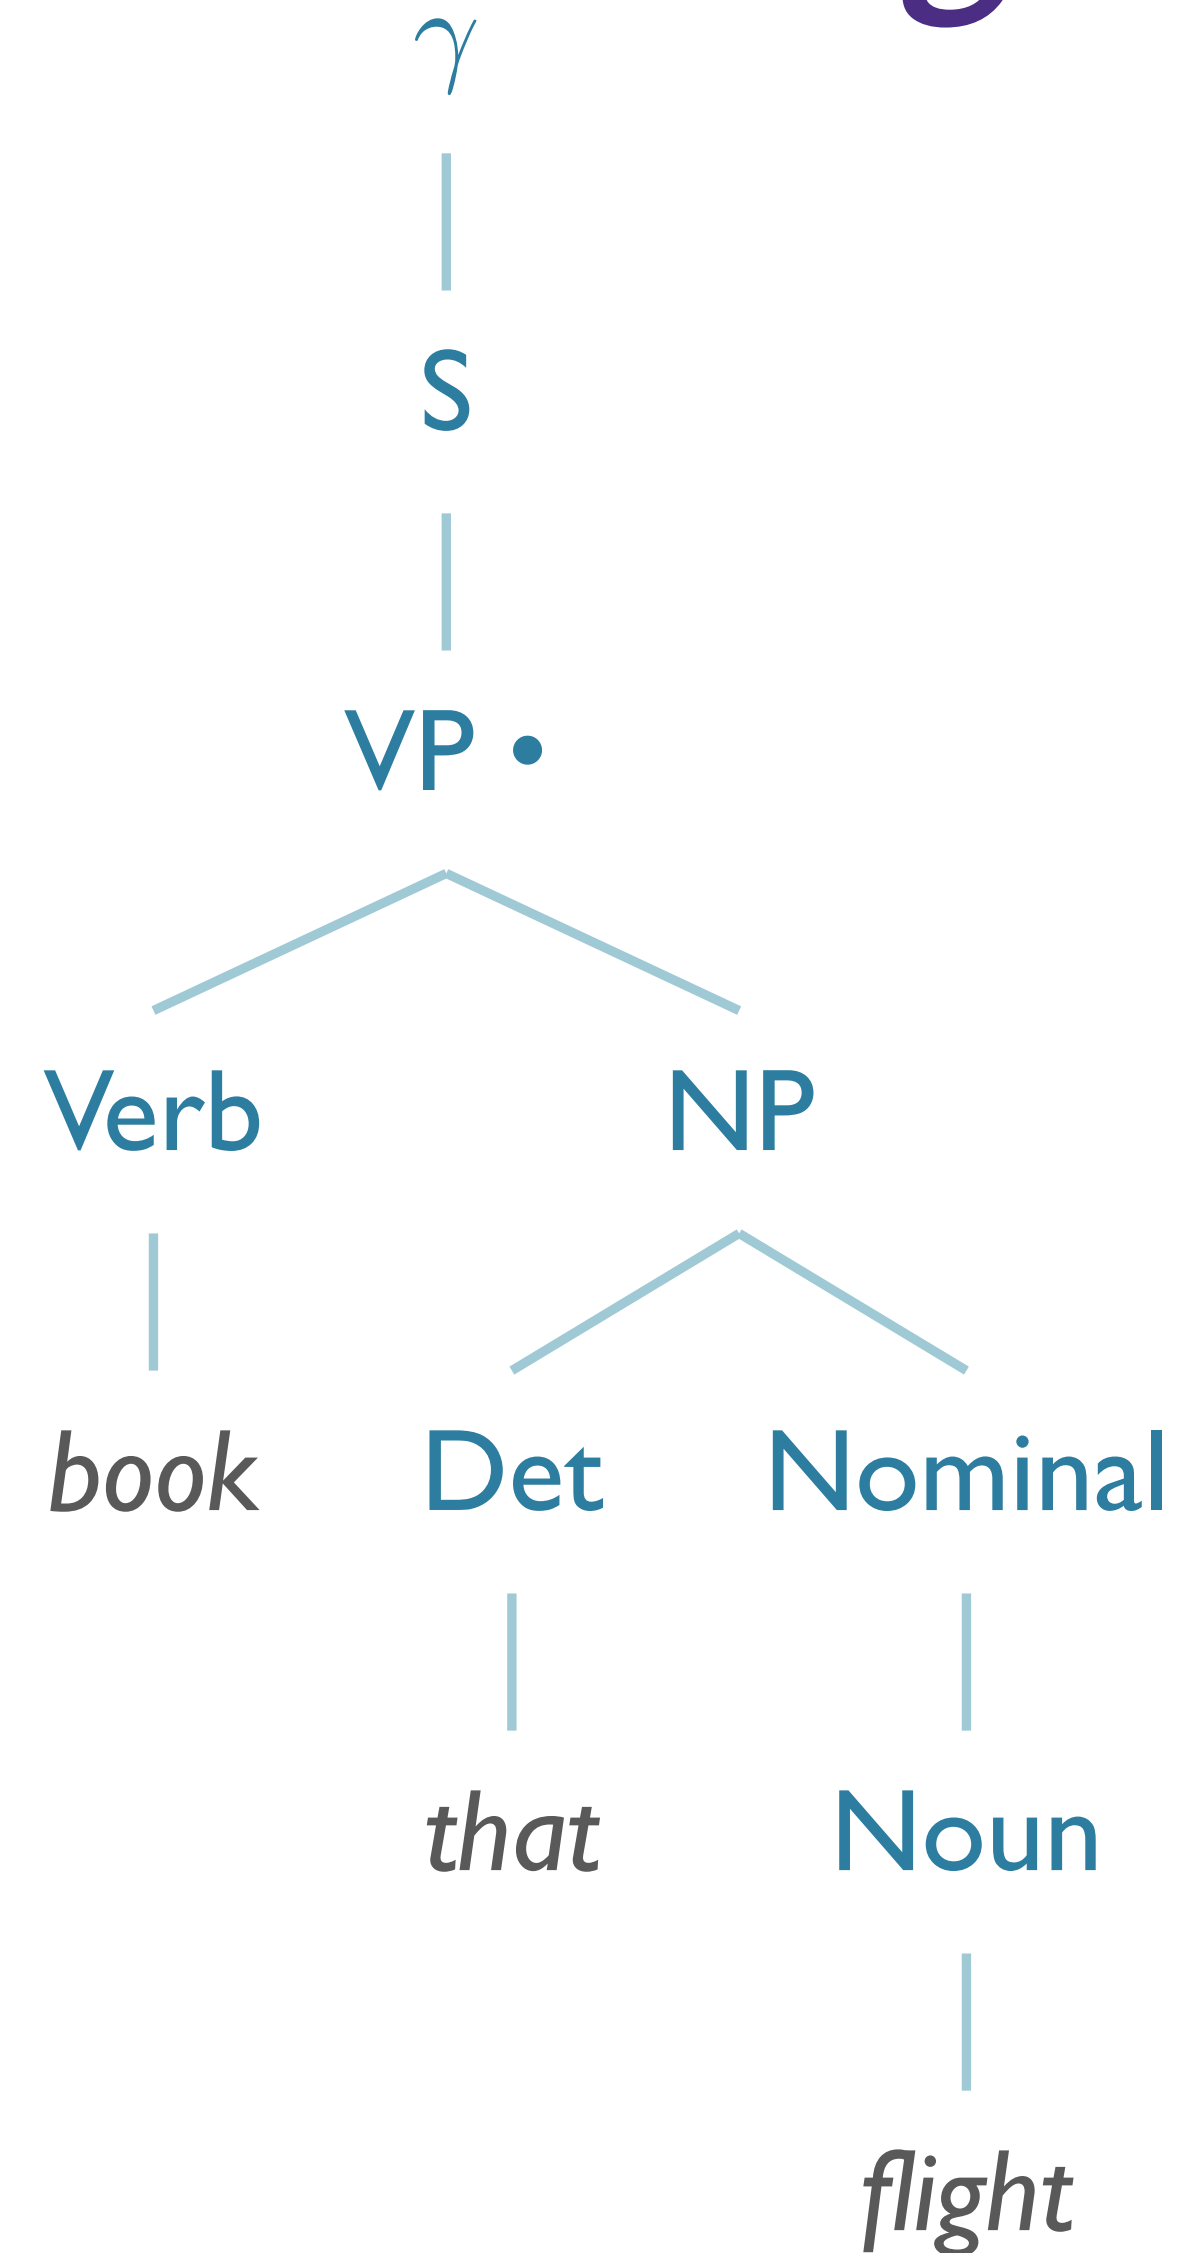 γ
S
VP •
Verb NP
book Det Nominal
that Noun
flight